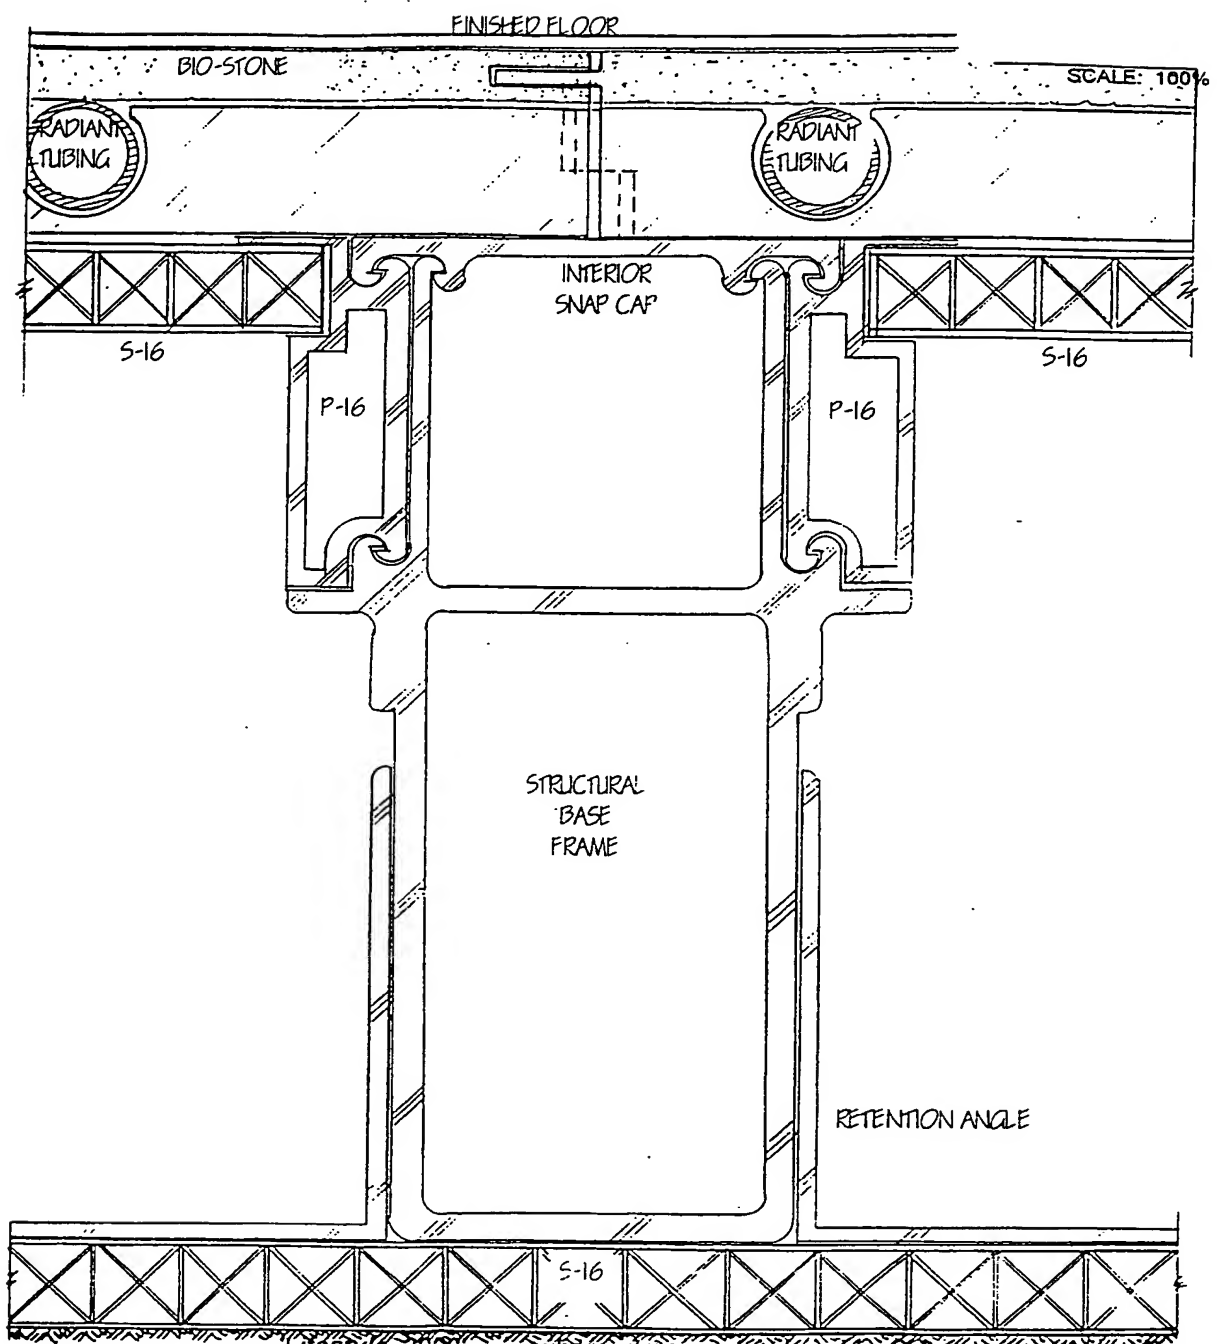 FINISHED FLOOR
BIO-STONE
SCALE: 100%
RADIANT
TUBING
RADIANT
TUBING
INTERIOR
SNAP CAP
S-16
S-16
P-16
P-16
STRUCTURAL
BASE
FRAME
RETENTION ANGLE
S-16